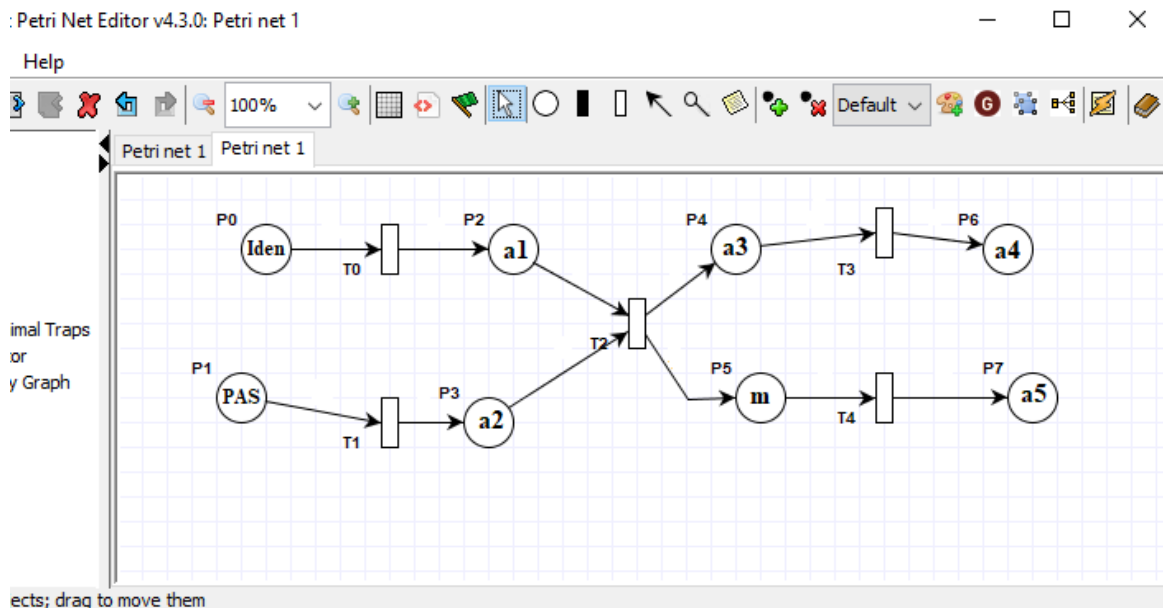 : Petri Net Editor v4.3.0: Petri net 1
Help
100%
Default
G
Petri net 1 Petri net 1
P0 P2 P4 P6
Iden a1 a3 a4
T0 T3
imal Traps
T2
or
y Graph
P1 P3 P5 P7
PAS a2 m a5
T1 T4
ects; drag to move them